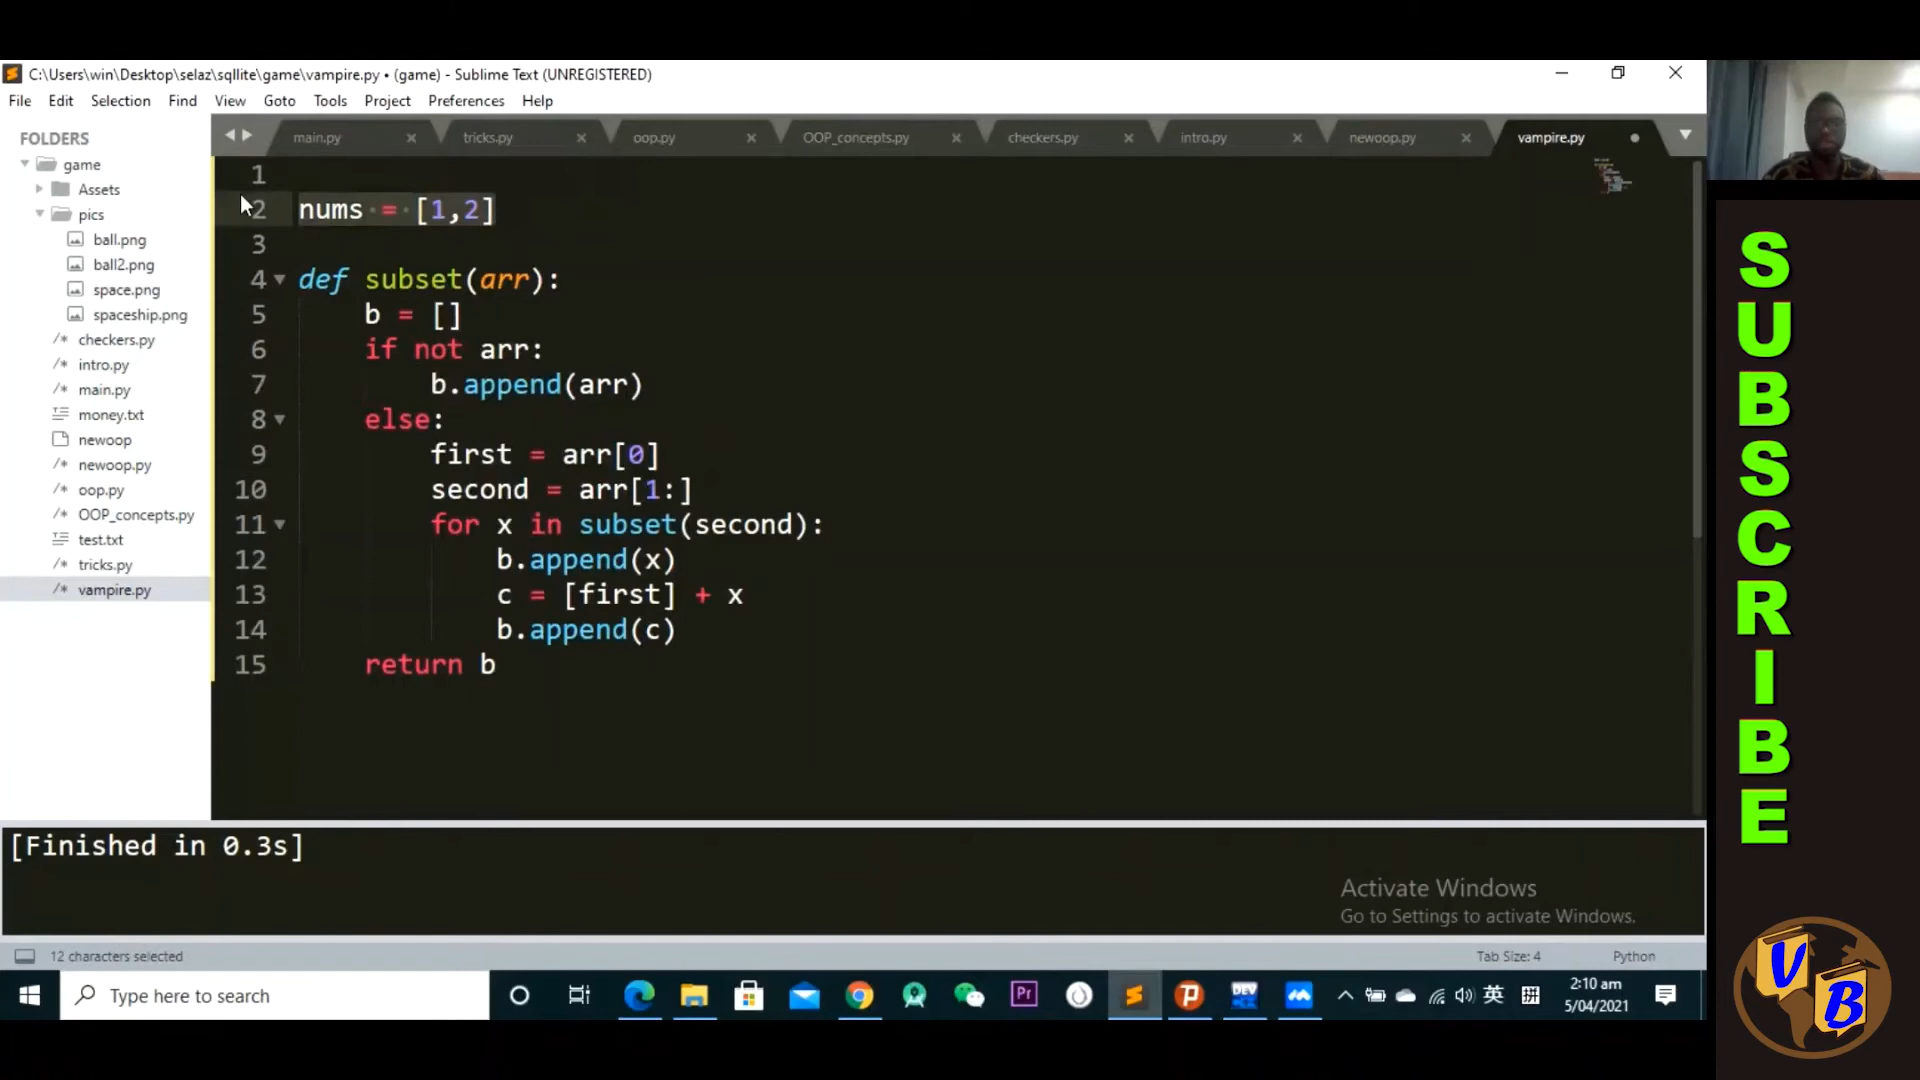 C:\Users\win\Desktop\selaz\sqllite\game\vampire.py • (game) - Sublime Text (UNREGISTERED)
File Edit Selection Find View Goto Tools Project Preferences Help
FOLDERS
game
Assets
pics
ball.png
ball2.png
space.png
spaceship.png
checkers.py
intro.py
main.py
money.txt
newoop
newoop.py
oop.py
OOP_concepts.py
test.txt
tricks.py
vampire.py
main.py tricks.py oop.py OOP_concepts.py checkers.py intro.py newoop.py vampire.py
1
2 nums = [1,2]
3
4 def subset(arr):
5     b = []
6     if not arr:
7         b.append(arr)
8     else:
9         first = arr[0]
10         second = arr[1:]
11         for x in subset(second):
12             b.append(x)
13             c = [first] + x
14             b.append(c)
15     return b
[Finished in 0.3s]
Activate Windows
Go to Settings to activate Windows.
12 characters selected Tab Size: 4 Python
Type here to search
Pr
DEV
英
拼
2:10 am
5/04/2021
SUBSCRIBE
VB